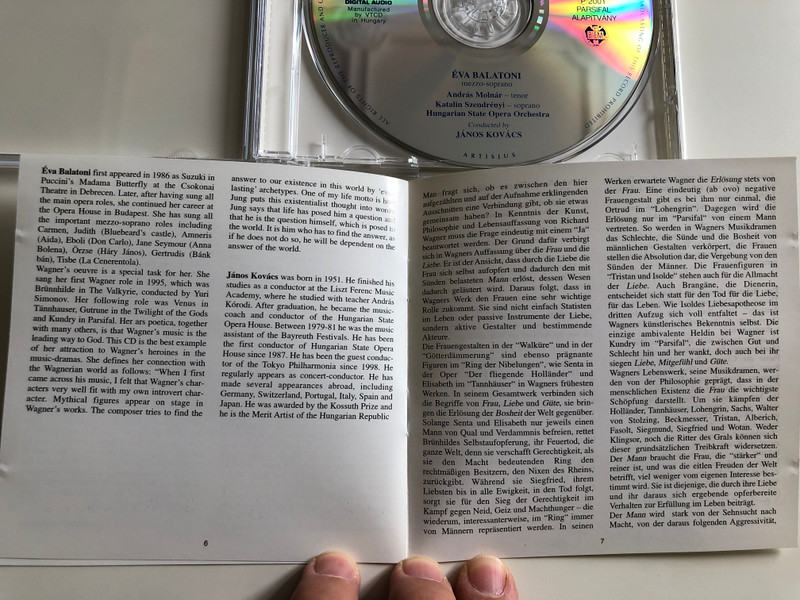 DIGITAL AUDIO
Manufactured
by VTCD
in Hungary
P 2001
PARSIFAL
ALAPÍTVÁNY
ÉVA BALATONI
mezzo-soprano
András Molnár – tenor
Katalin Szendrényi – soprano
Hungarian State Opera Orchestra
Conducted by
JÁNOS KOVÁCS
ARTISJUS
Éva Balatoni first appeared in 1986 as Suzuki in
Puccini's Madama Butterfly at the Csokonai
Theatre in Debrecen. Later, after having sung all
the main opera roles, she continued her career at
the Opera House in Budapest. She has sung all
the important mezzo-soprano roles including
Carmen, Judith (Bluebeard's castle), Amneris
(Aida), Eboli (Don Carlo), Jane Seymour (Anna
Bolena), Örzse (Háry János), Gertrudis (Bánk
bán), Tisbe (La Cenerentola).
Wagner's oeuvre is a special task for her. She
sang her first Wagner role in 1995, which was
Brünnhilde in The Valkyrie, conducted by Yuri
Simonov. Her following role was Venus in
Tännhauser, Gutrune in the Twilight of the Gods
and Kundry in Parsifal. Her ars poetica, together
with many others, is that Wagner's music is the
leading way to God. This CD is the best example
of her attraction to Wagner's heroines in the
music-dramas. She defines her connection with
the Wagnerian world as follows: "When I first
came across his music, I felt that Wagner's char-
acters very well fit with my own introvert char-
acter. Mythical figures appear on stage in
Wagner's works. The composer tries to find the
answer to our existence in this world by
lasting' archetypes. One of my life motto is
Jung puts this existentialist thought into
Jung says that life has posed him a question and
that he is the question himself, which is posed to
the world. It is him who has to find the answer, as
if he does not do so, he will be dependent on the
answer of the world.
János Kovács was born in 1951. He finished his
studies as a conductor at the Liszt Ferenc Music
Academy, where he studied with teacher András
Kórodi. After graduation, he became the music-
coach and conductor of the Hungarian State
Opera House. Between 1979-81 he was the music
assistant of the Bayreuth Festivals. He has been
the first conductor of Hungarian State Opera
House since 1987. He has been the guest conduc-
tor of the Tokyo Philharmonia since 1998. He
regularly appears as concert-conductor. He has
made several appearances abroad, including
Germany, Switzerland, Portugal, Italy, Spain and
Japan. He was awarded by the Kossuth Prize and
he is the Merit Artist of the Hungarian Republic
6
Man fragt sich, ob es zwischen den hier
aufgezählten und auf der Aufnahme erklingenden
Ausschnitten eine Verbindung gibt, ob sie etwas
gemeinsam haben? In Kenntnis der Kunst,
Philosophie und Lebensauffassung von Richard
Wagner muss die Frage eindeutig mit einem "Ja"
beantwortet werden. Der Grund dafür verbirgt
sich in Wagners Auffassung über die Frau und die
Liebe. Er ist der Ansicht, dass durch die Liebe die
Frau sich selbst aufopfert und dadurch den mit
Sünden belasteten Mann erlöst, dessen Wesen
dadurch geläutert wird. Daraus folgt, dass in
Wagners Werk den Frauen eine sehr wichtige
Rolle zukommt. Sie sind nicht einfach Statisten
im Leben oder passive Instrumente der Liebe,
sondern aktive Gestalter und bestimmende
Akteure.
Die Frauengestalten in der "Walküre" und in der
"Götterdämmerung" sind ebenso prägnante
Figuren im "Ring der Nibelungen", wie Senta in
der Oper "Der fliegende Holländer" und
Elisabeth im "Tannhäuser" in Wagners frühesten
Werken. In seinem Gesamtwerk verbinden sich
die Begriffe von Frau, Liebe und Güte, sie brin-
gen die Erlösung der Bosheit der Welt gegenüber.
Solange Senta und Elisabeth nur jeweils einen
Mann von Qual und Verdammnis befreien, rettet
Brünhildes Selbstaufopferung, ihr Feuertod, die
ganze Welt, denn sie verschafft Gerechtigkeit, als
sie den Macht bedeutenden Ring den
rechtmäßigen Besitzern, den Nixen des Rheins,
zurückgibt. Während sie Siegfried, ihrem
Liebsten bis in alle Ewigkeit, in den Tod folgt,
sorgt sie für den Sieg der Gerechtigkeit im
Kampf gegen Neid, Geiz und Machthunger – die
wiederum, interessanterweise, im "Ring" immer
von Männern repräsentiert werden. In seinen
Werken erwartete Wagner die Erlösung stets von
der Frau. Eine eindeutig (ab ovo) negative
Frauengestalt gibt es bei ihm nur einmal, die
Ortrud im "Lohengrin". Dagegen wird die
Erlösung nur im "Parsifal" von einem Mann
vertreten. So werden in Wagners Musikdramen
das Schlechte, die Sünde und die Bosheit von
männlichen Gestalten verkörpert, die Frauen
stellen die Absolution dar, die Vergebung von den
Sünden der Männer. Die Frauenfiguren in
"Tristan und Isolde" stehen auch für die Allmacht
der Liebe. Auch Brangäne, die Dienerin,
entscheidet sich statt für den Tod für die Liebe,
für das Leben. Wie Isoldes Liebesapotheose im
dritten Aufzug sich voll entfaltet – das ist
Wagners künstlerisches Bekenntnis selbst. Die
einzige ambivalente Heldin bei Wagner ist
Kundry im "Parsifal", die zwischen Gut und
Schlecht hin und her wankt, doch auch bei ihr
siegen Liebe, Mitgefühl und Güte.
Wagners Lebenswerk, seine Musikdramen, wer-
den von der Philosophie geprägt, dass in der
menschlichen Existenz die Frau die wichtigste
Schöpfung darstellt. Um sie kämpfen der
Holländer, Tannhäuser, Lohengrin, Sachs, Walter
von Stolzing, Beckmesser, Tristan, Alberich,
Fasolt, Siegmund, Siegfried und Wotan. Weder
Klingsor, noch die Ritter des Grals können sich
dieser grundsätzlichen Treibkraft widersetzen.
Der Mann braucht die Frau, die "stärker" und
reiner ist, und was die eitlen Freuden der Welt
betrifft, viel weniger vom eigenen Interesse bes-
timmt wird. Sie ist diejenige, die durch ihre Liebe
und ihr daraus sich ergebende opferbereite
Verhalten zur Erfüllung im Leben beiträgt.
Der Mann wird stark von der Sehnsucht nach
Macht, von der daraus folgenden Aggressivität,
7